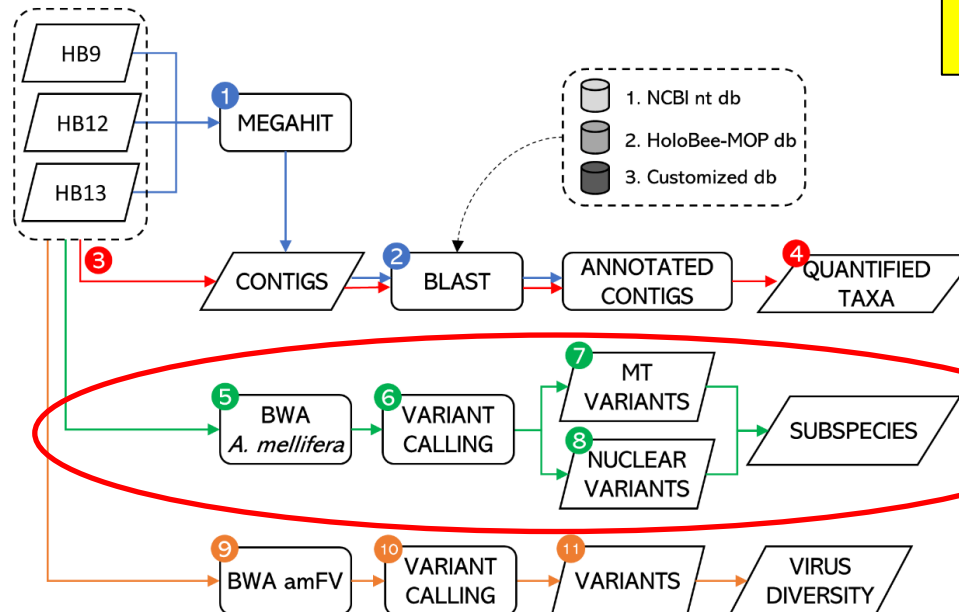 HB9
HB12
HB13
1
MEGAHIT
1. NCBI nt db
2. HoloBee-MOP db
3. Customized db
3
CONTIGS
2
BLAST
ANNOTATED
CONTIGS
4
QUANTIFIED
TAXA
5
BWA
A. mellifera
6
VARIANT
CALLING
7
MT
VARIANTS
8
NUCLEAR
VARIANTS
SUBSPECIES
9
BWA amFV
10
VARIANT
CALLING
11
VARIANTS
VIRUS
DIVERSITY